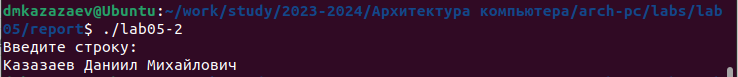 dmkazazaev@Ubuntu:~/work/study/2023-2024/Архитектура компьютера/arch-pc/labs/lab
05/report$ ./lab05-2
Введите строку:
Казазаев Даниил Михайлович